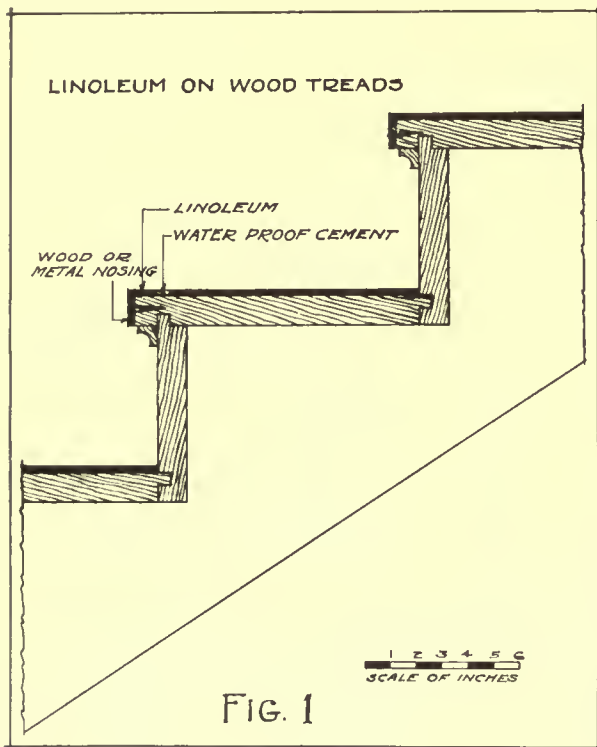 LINOLEUM ON WOOD TREADS
LINOLEUM
WATER PROOF CEMENT
WOOD OR
METAL NOSING
1 2 3 4 5 6
SCALE OF INCHES
FIG. 1